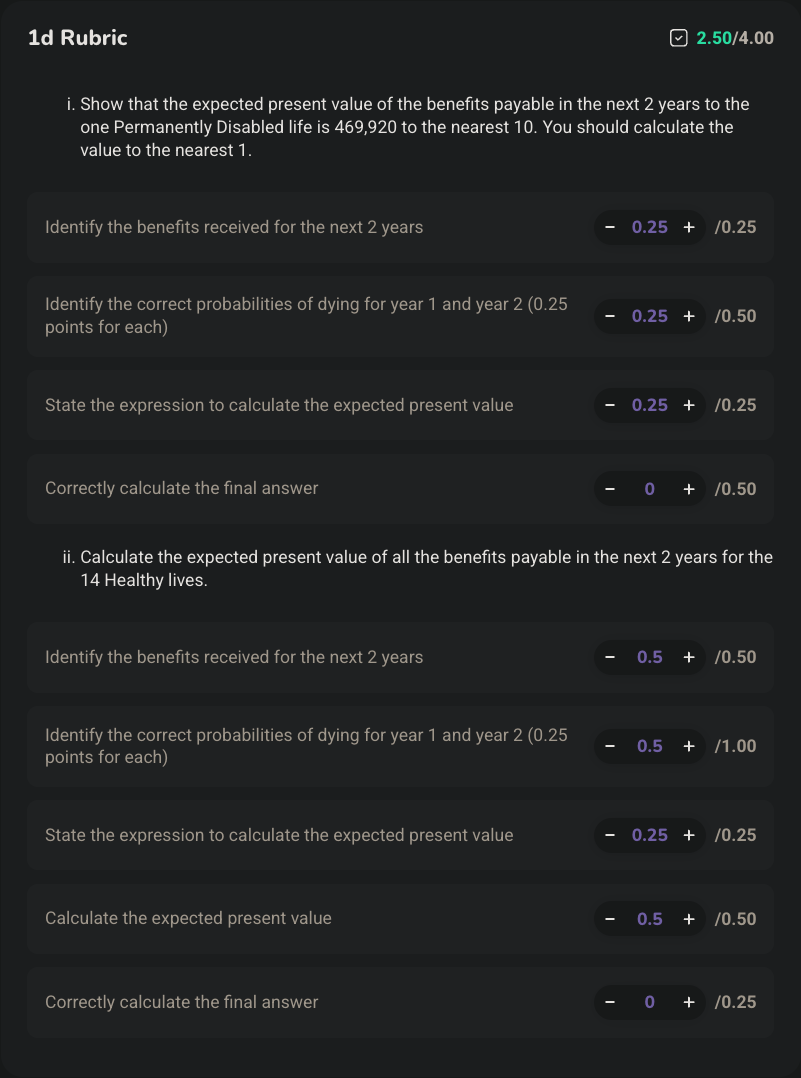 1d Rubric 2.50/4.00
i. Show that the expected present value of the benefits payable in the next 2 years to the
one Permanently Disabled life is 469,920 to the nearest 10. You should calculate the
value to the nearest 1.
Identify the benefits received for the next 2 years − 0.25 + /0.25
Identify the correct probabilities of dying for year 1 and year 2 (0.25
points for each) − 0.25 + /0.50
State the expression to calculate the expected present value − 0.25 + /0.25
Correctly calculate the final answer − 0 + /0.50
ii. Calculate the expected present value of all the benefits payable in the next 2 years for the
14 Healthy lives.
Identify the benefits received for the next 2 years − 0.5 + /0.50
Identify the correct probabilities of dying for year 1 and year 2 (0.25
points for each) − 0.5 + /1.00
State the expression to calculate the expected present value − 0.25 + /0.25
Calculate the expected present value − 0.5 + /0.50
Correctly calculate the final answer − 0 + /0.25